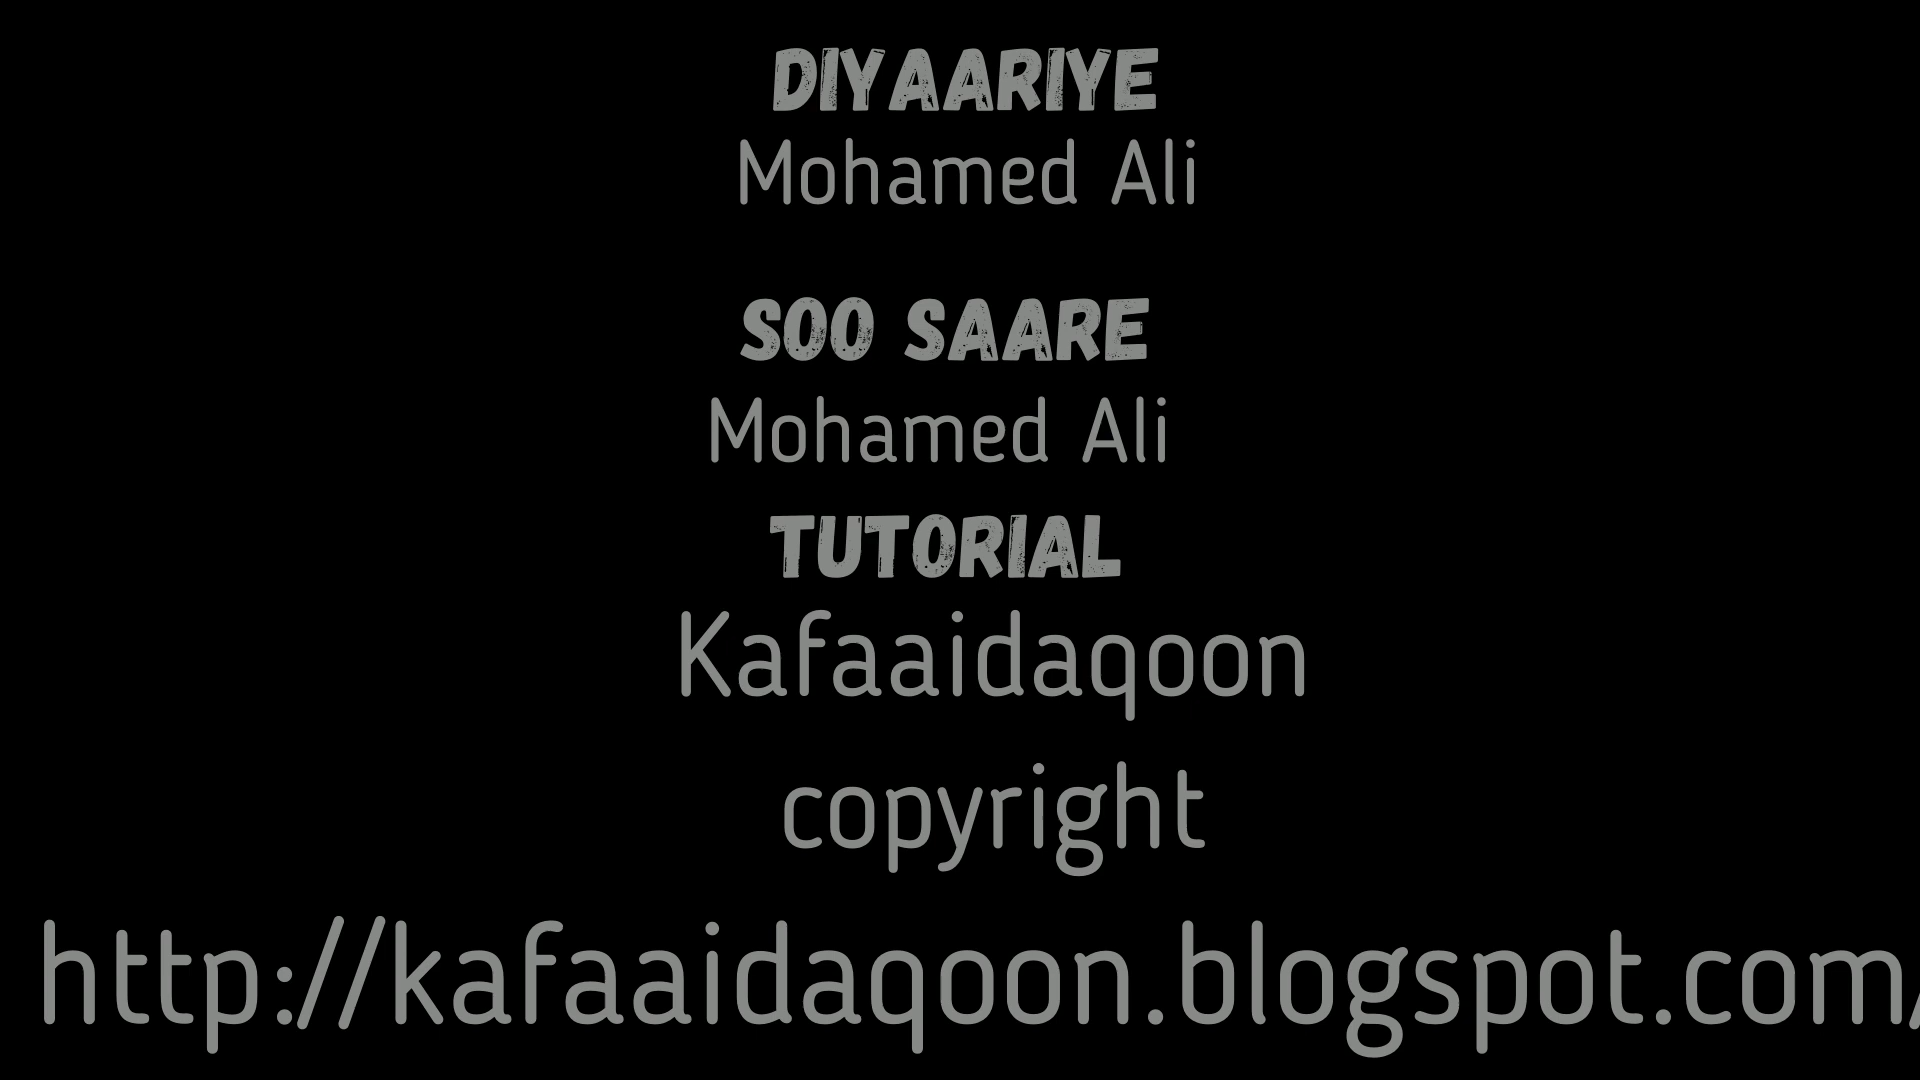 DIYAARIYE
Mohamed Ali
SOO SAARE
Mohamed Ali
TUTORIAL
Kafaaidaqoon
copyright
http://kafaaidaqoon.blogspot.com/